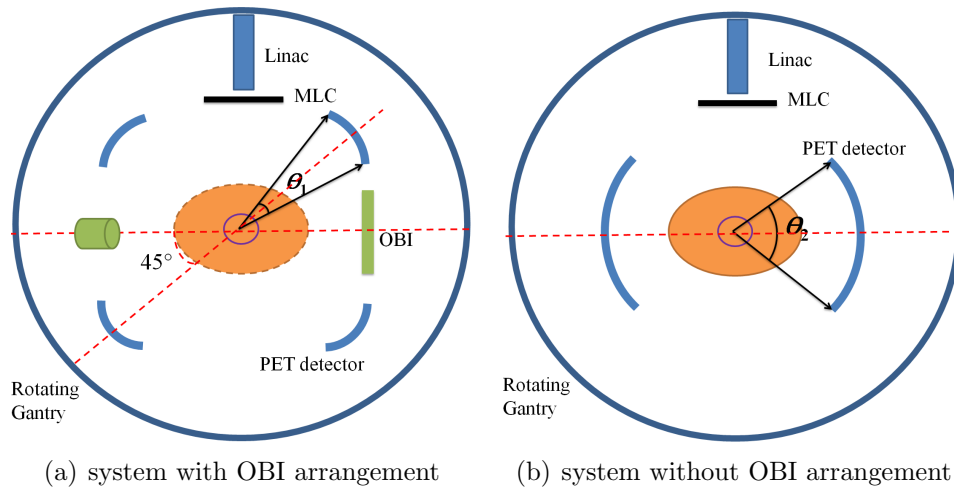 Linac
MLC
θ1
OBI
45°
PET detector
Rotating
Gantry
(a) system with OBI arrangement
Linac
MLC
PET detector
θ2
Rotating
Gantry
(b) system without OBI arrangement